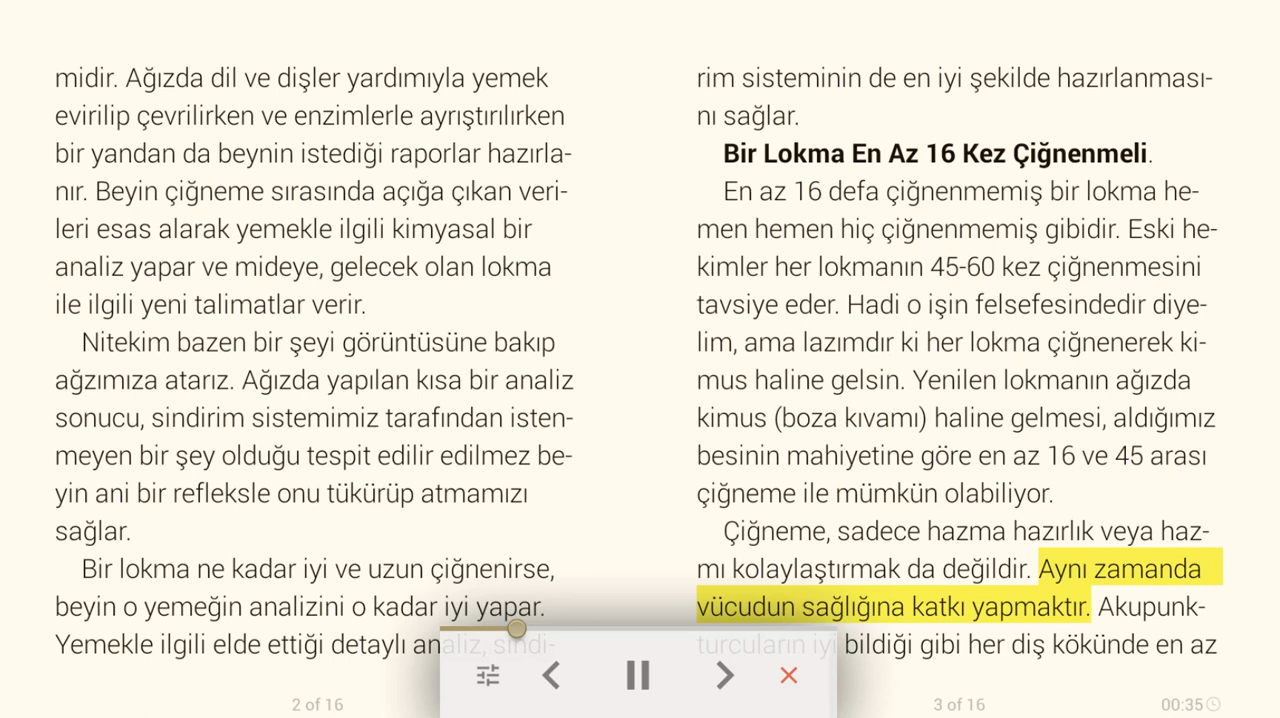 midir. Ağızda dil ve dişler yardımıyla yemek
evirilip çevrilirken ve enzimlerle ayrıştırılırken
bir yandan da beynin istediği raporlar hazırla-
nır. Beyin çiğneme sırasında açığa çıkan veri-
leri esas alarak yemekle ilgili kimyasal bir
analiz yapar ve mideye, gelecek olan lokma
ile ilgili yeni talimatlar verir.
Nitekim bazen bir şeyi görüntüsüne bakıp
ağzımıza atarız. Ağızda yapılan kısa bir analiz
sonucu, sindirim sistemimiz tarafından isten-
meyen bir şey olduğu tespit edilir edilmez be-
yin ani bir refleksle onu tükürüp atmamızı
sağlar.
Bir lokma ne kadar iyi ve uzun çiğnenirse,
beyin o yemeğin analizini o kadar iyi yapar.
Yemekle ilgili elde ettiği detaylı analiz, sindi-
2 of 16
rim sisteminin de en iyi şekilde hazırlanması-
nı sağlar.
Bir Lokma En Az 16 Kez Çiğnenmeli.
En az 16 defa çiğnenmemiş bir lokma he-
men hemen hiç çiğnenmemiş gibidir. Eski he-
kimler her lokmanın 45-60 kez çiğnenmesini
tavsiye eder. Hadi o işin felsefesindedir diye-
lim, ama lazımdır ki her lokma çiğnenerek ki-
mus haline gelsin. Yenilen lokmanın ağızda
kimus (boza kıvamı) haline gelmesi, aldığımız
besinin mahiyetine göre en az 16 ve 45 arası
çiğneme ile mümkün olabiliyor.
Çiğneme, sadece hazma hazırlık veya haz-
mı kolaylaştırmak da değildir. Aynı zamanda
vücudun sağlığına katkı yapmaktır. Akupunk-
turcuların iyi bildiği gibi her diş kökünde en az
3 of 16
00:35